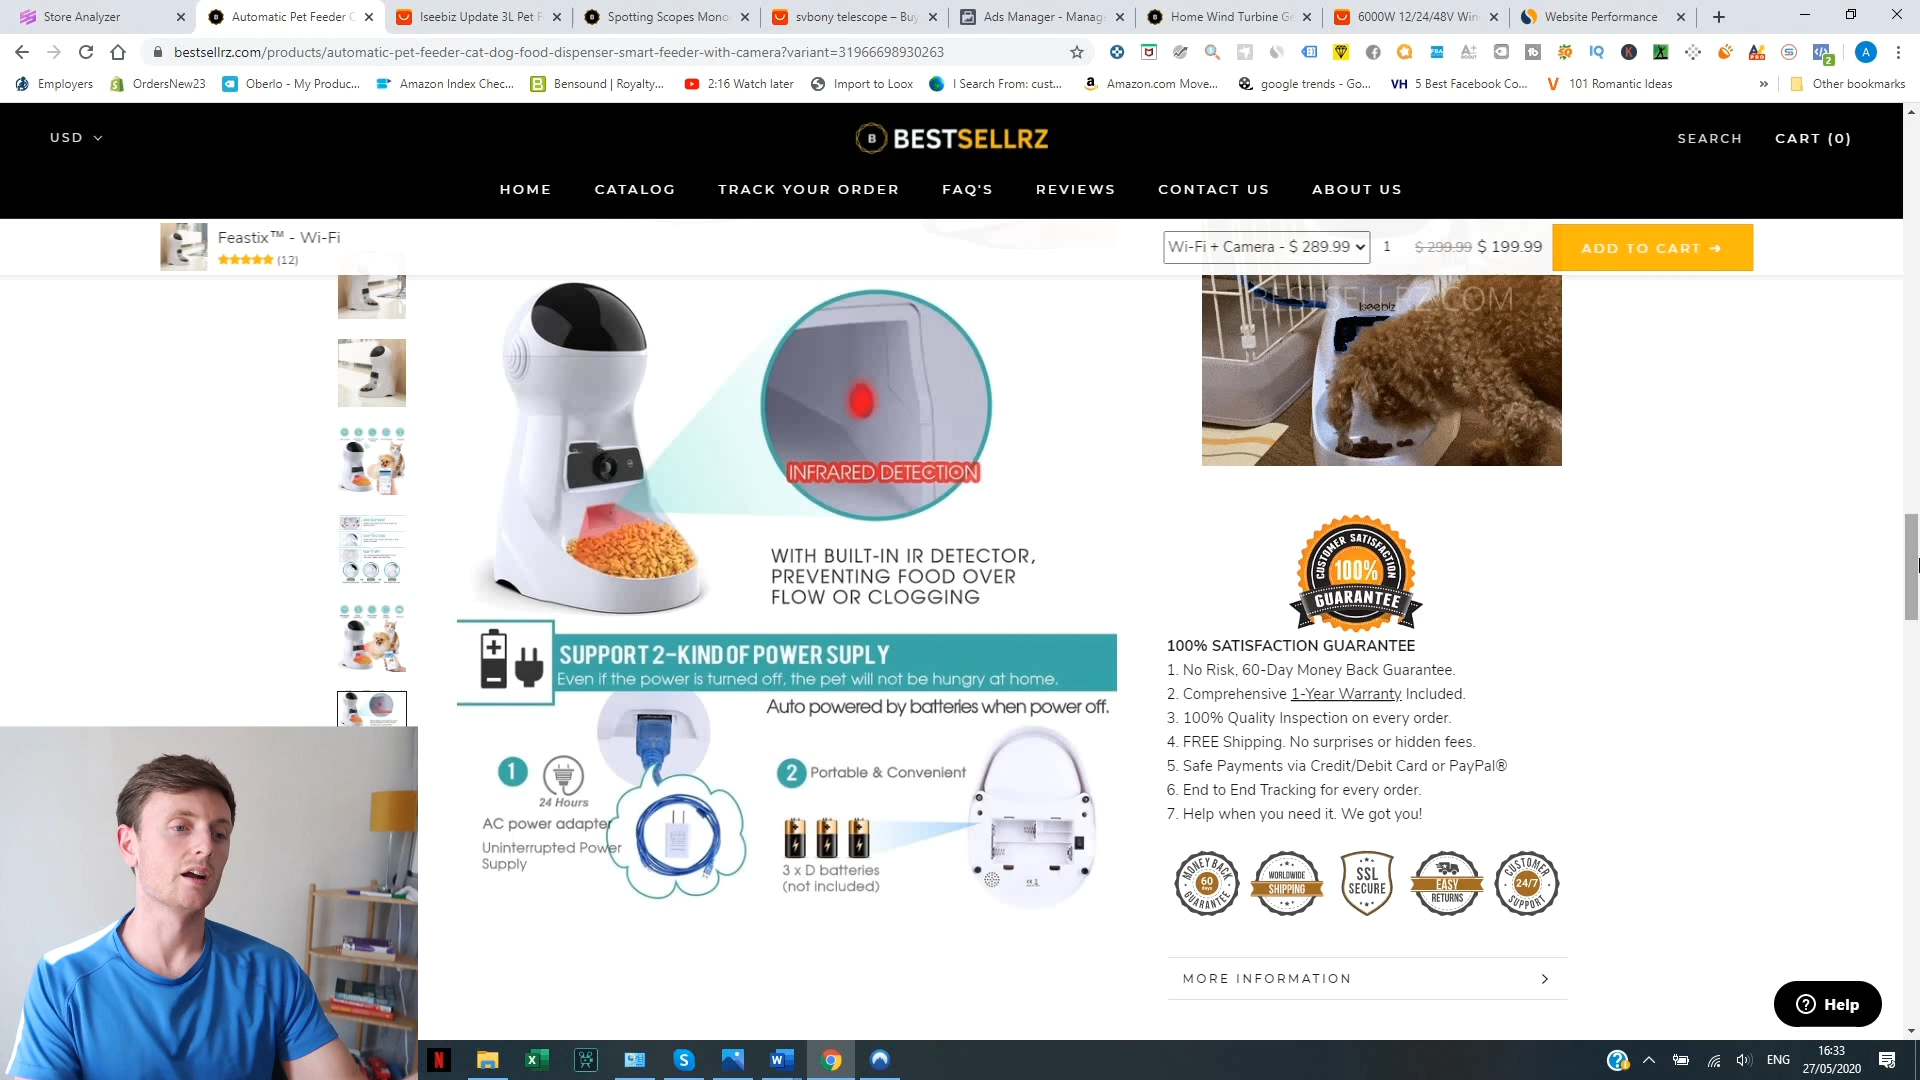 Store Analyzer
Automatic Pet Feeder C
Iseebiz Update 3L Pet F
Spotting Scopes Mono
svbony telescope – Buy
Ads Manager - Manag
Home Wind Turbine Ge
6000W 12/24/48V Win
Website Performance
bestsellrz.com/products/automatic-pet-feeder-cat-dog-food-dispenser-smart-feeder-with-camera?variant=31966698930263
Employers
OrdersNew23
Oberlo - My Produc...
Amazon Index Chec...
Bensound | Royalty...
2:16 Watch later
Import to Loox
I Search From: cust...
Amazon.com Move...
google trends - Go...
VH 5 Best Facebook Co...
101 Romantic Ideas
Other bookmarks
USD
BESTSELLRZ
SEARCH
CART (0)
HOME
CATALOG
TRACK YOUR ORDER
FAQ'S
REVIEWS
CONTACT US
ABOUT US
Feastix™ - Wi-Fi
(12)
Wi-Fi + Camera - $ 289.99
1
$ 299.99 $ 199.99
ADD TO CART ➔
BESTSELLRZ.COM
Iseebiz
INFRARED DETECTION
WITH BUILT-IN IR DETECTOR,
PREVENTING FOOD OVER
FLOW OR CLOGGING
SUPPORT 2-KIND OF POWER SUPLY
Even if the power is turned off, the pet will not be hungry at home.
Auto powered by batteries when power off.
1
24 Hours
AC power adapter
Uninterrupted Power
Supply
2
Portable & Convenient
3 x D batteries
(not included)
CUSTOMER SATISFACTION
100%
GUARANTEE
100% SATISFACTION GUARANTEE
1. No Risk, 60-Day Money Back Guarantee.
2. Comprehensive 1-Year Warranty Included.
3. 100% Quality Inspection on every order.
4. FREE Shipping. No surprises or hidden fees.
5. Safe Payments via Credit/Debit Card or PayPal®
6. End to End Tracking for every order.
7. Help when you need it. We got you!
MONEY BACK
60
days
GUARANTEE
WORLDWIDE
SHIPPING
SSL
SECURE
EASY
RETURNS
CUSTOMER
24/7
SUPPORT
MORE INFORMATION
Help
ENG
16:33
27/05/2020